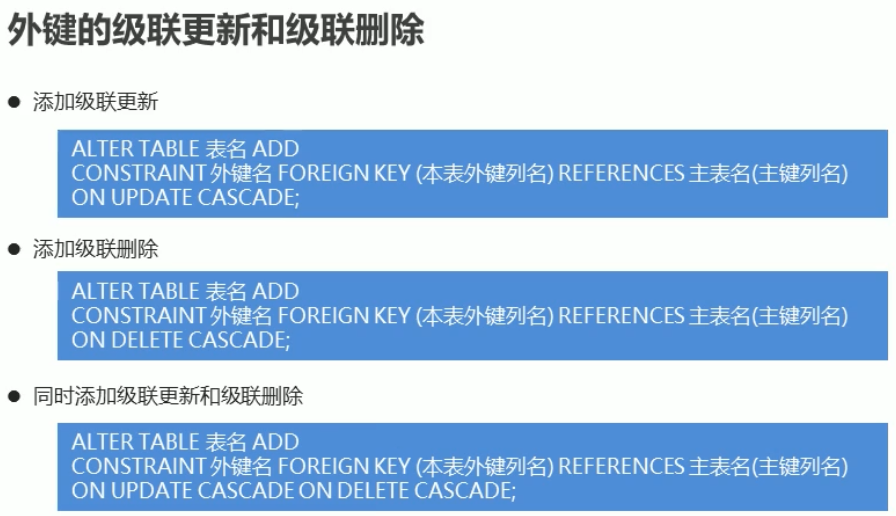 外键的级联更新和级联删除
● 添加级联更新
ALTER TABLE 表名 ADD
CONSTRAINT 外键名 FOREIGN KEY (本表外键列名) REFERENCES 主表名(主键列名)
ON UPDATE CASCADE;
● 添加级联删除
ALTER TABLE 表名 ADD
CONSTRAINT 外键名 FOREIGN KEY (本表外键列名) REFERENCES 主表名(主键列名)
ON DELETE CASCADE;
● 同时添加级联更新和级联删除
ALTER TABLE 表名 ADD
CONSTRAINT 外键名 FOREIGN KEY (本表外键列名) REFERENCES 主表名(主键列名)
ON UPDATE CASCADE ON DELETE CASCADE;